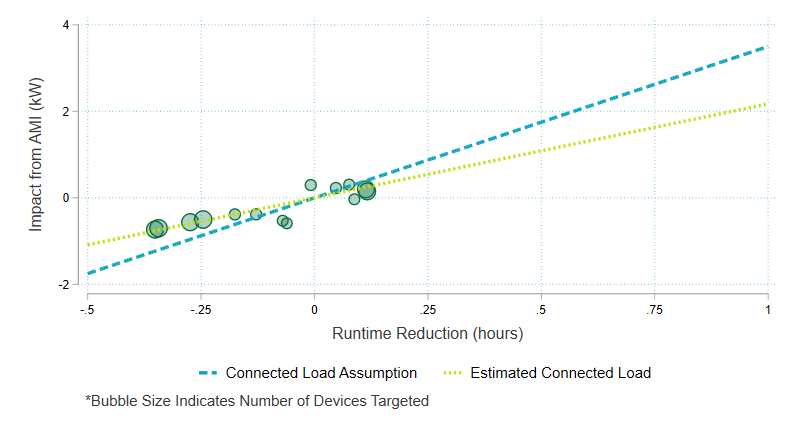 Impact from AMI (kW)
4
2
0
-2
-.5
-.25
0
.25
.5
.75
1
Runtime Reduction (hours)
Connected Load Assumption
Estimated Connected Load
*Bubble Size Indicates Number of Devices Targeted